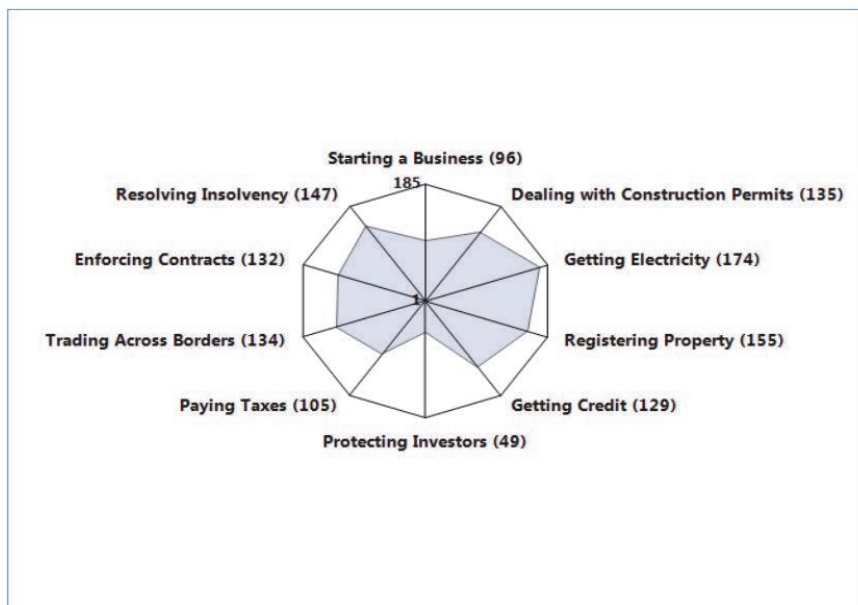 Starting a Business (96)
185
Resolving Insolvency (147)
Dealing with Construction Permits (135)
Enforcing Contracts (132)
Getting Electricity (174)
1
Trading Across Borders (134)
Registering Property (155)
Paying Taxes (105)
Getting Credit (129)
Protecting Investors (49)